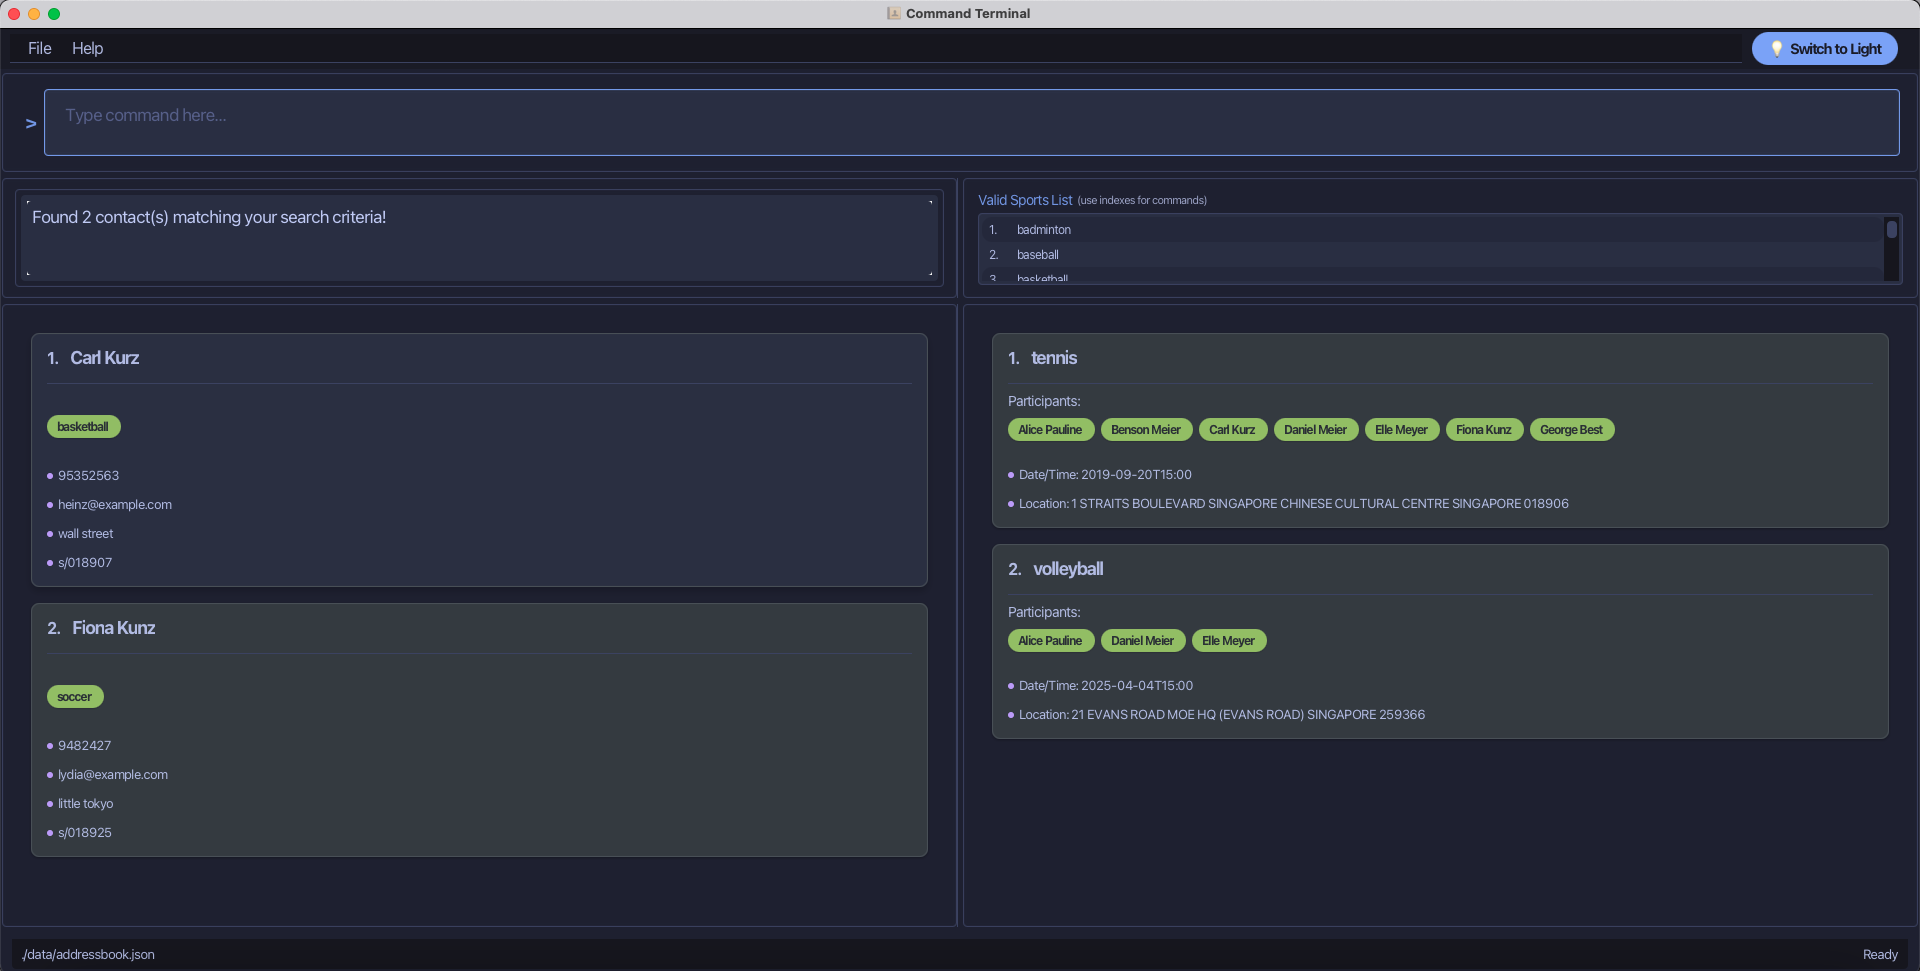 Command Terminal
File Help
Switch to Light
> Type command here...
Found 2 contact(s) matching your search criteria!
Valid Sports List (use indexes for commands)
1. badminton
2. baseball
3. basketball
1. Carl Kurz
basketball
95352563
heinz@example.com
wall street
s/018907
2. Fiona Kunz
soccer
9482427
lydia@example.com
little tokyo
s/018925
1. tennis
Participants:
Alice Pauline Benson Meier Carl Kurz Daniel Meier Elle Meyer Fiona Kunz George Best
Date/Time: 2019-09-20T15:00
Location: 1 STRAITS BOULEVARD SINGAPORE CHINESE CULTURAL CENTRE SINGAPORE 018906
2. volleyball
Participants:
Alice Pauline Daniel Meier Elle Meyer
Date/Time: 2025-04-04T15:00
Location: 21 EVANS ROAD MOE HQ (EVANS ROAD) SINGAPORE 259366
./data/addressbook.json
Ready